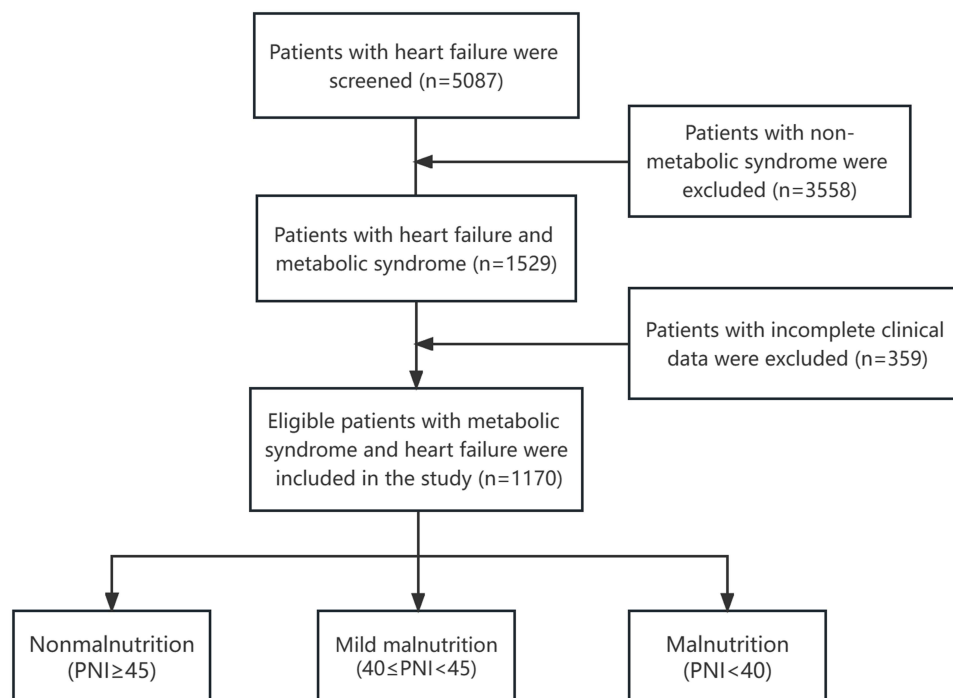 Patients with heart failure were
screened (n=5087)
Patients with non-
metabolic syndrome were
excluded (n=3558)
Patients with heart failure and
metabolic syndrome (n=1529)
Patients with incomplete clinical
data were excluded (n=359)
Eligible patients with metabolic
syndrome and heart failure were
included in the study (n=1170)
Nonmalnutrition
(PNI≥45)
Mild malnutrition
(40≤PNI<45)
Malnutrition
(PNI<40)